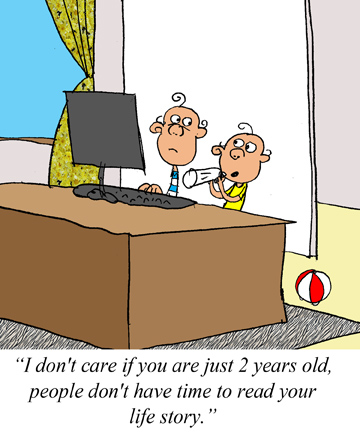 “I don't care if you are just 2 years old,
people don't have time to read your
life story.”